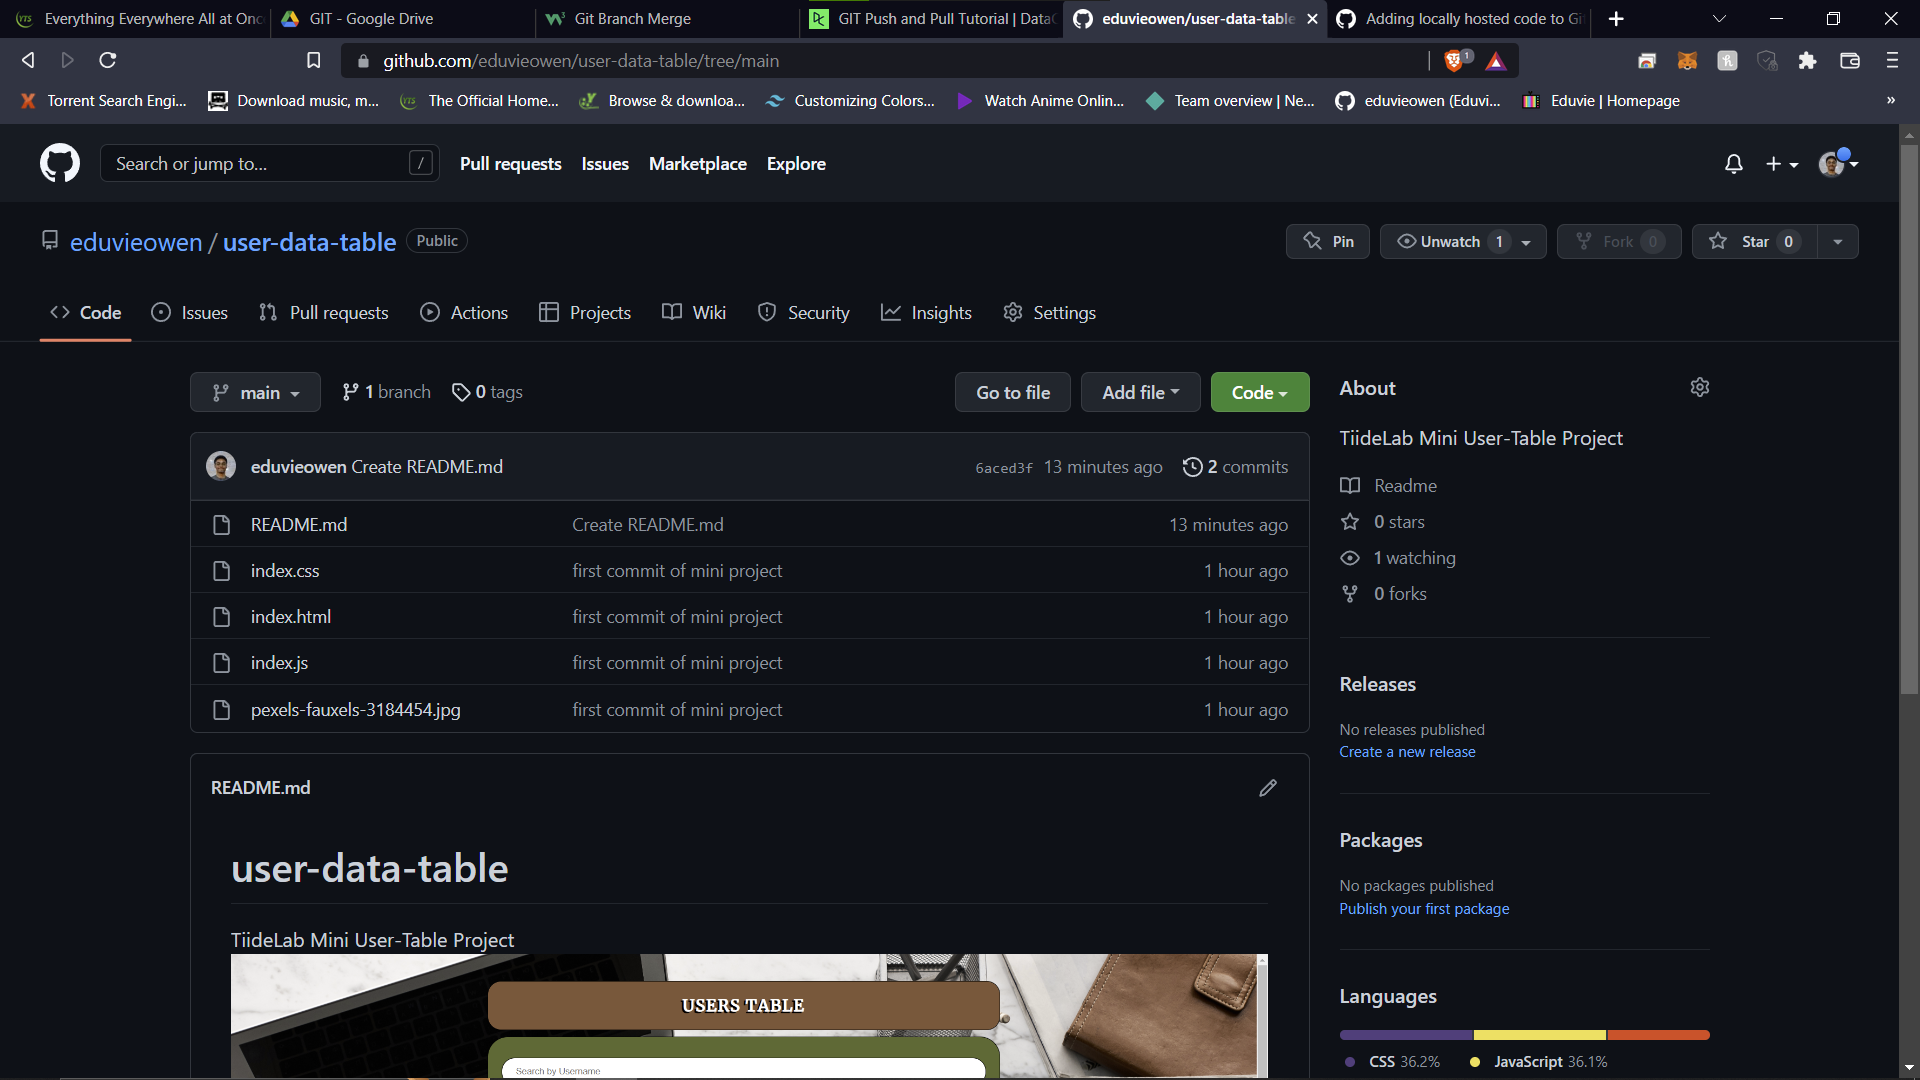 Everything Everywhere All at Onc
GIT - Google Drive
Git Branch Merge
GIT Push and Pull Tutorial | DataC
eduvieowen/user-data-table
Adding locally hosted code to Gi
github.com/eduvieowen/user-data-table/tree/main
1
Torrent Search Engi...
Download music, m...
The Official Home...
Browse & downloa...
Customizing Colors...
Watch Anime Onlin...
Team overview | Ne...
eduvieowen (Eduvi...
Eduvie | Homepage
»
Search or jump to...
/
Pull requests
Issues
Marketplace
Explore
eduvieowen / user-data-table
Public
Pin
Unwatch 1
Fork 0
Star 0
Code
Issues
Pull requests
Actions
Projects
Wiki
Security
Insights
Settings
main
1 branch
0 tags
Go to file
Add file
Code
eduvieowen Create README.md
6aced3f 13 minutes ago
2 commits
README.md
Create README.md
13 minutes ago
index.css
first commit of mini project
1 hour ago
index.html
first commit of mini project
1 hour ago
index.js
first commit of mini project
1 hour ago
pexels-fauxels-3184454.jpg
first commit of mini project
1 hour ago
README.md
user-data-table
TiideLab Mini User-Table Project
USERS TABLE
Search by Username
About
TiideLab Mini User-Table Project
Readme
0 stars
1 watching
0 forks
Releases
No releases published
Create a new release
Packages
No packages published
Publish your first package
Languages
CSS 36.2%
JavaScript 36.1%